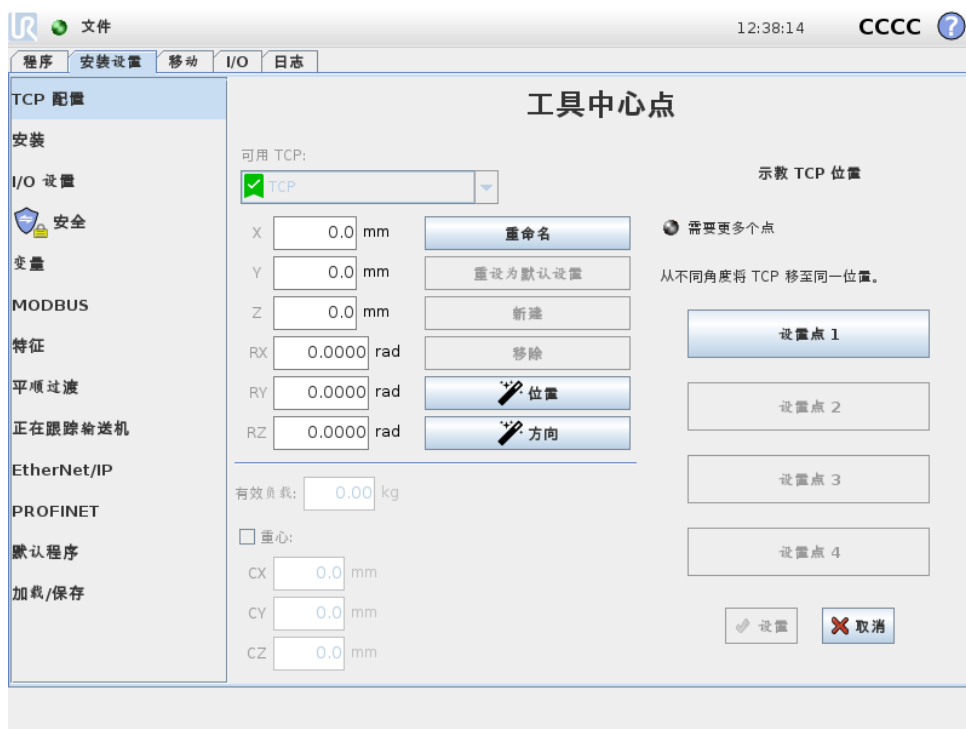 UR 文件 12:38:14 CCCC ?
程序 安装设置 移动 I/O 日志
TCP 配置
安装
I/O 设置
安全
变量
MODBUS
特征
平顺过渡
正在跟踪输送机
EtherNet/IP
PROFINET
默认程序
加载/保存
工具中心点
可用 TCP:
TCP
X 0.0 mm
Y 0.0 mm
Z 0.0 mm
RX 0.0000 rad
RY 0.0000 rad
RZ 0.0000 rad
重命名
重设为默认设置
新建
移除
位置
方向
有效负载: 0.00 kg
重心:
CX 0.0 mm
CY 0.0 mm
CZ 0.0 mm
示教 TCP 位置
需要更多个点
从不同角度将 TCP 移至同一位置。
设置点 1
设置点 2
设置点 3
设置点 4
设置 取消